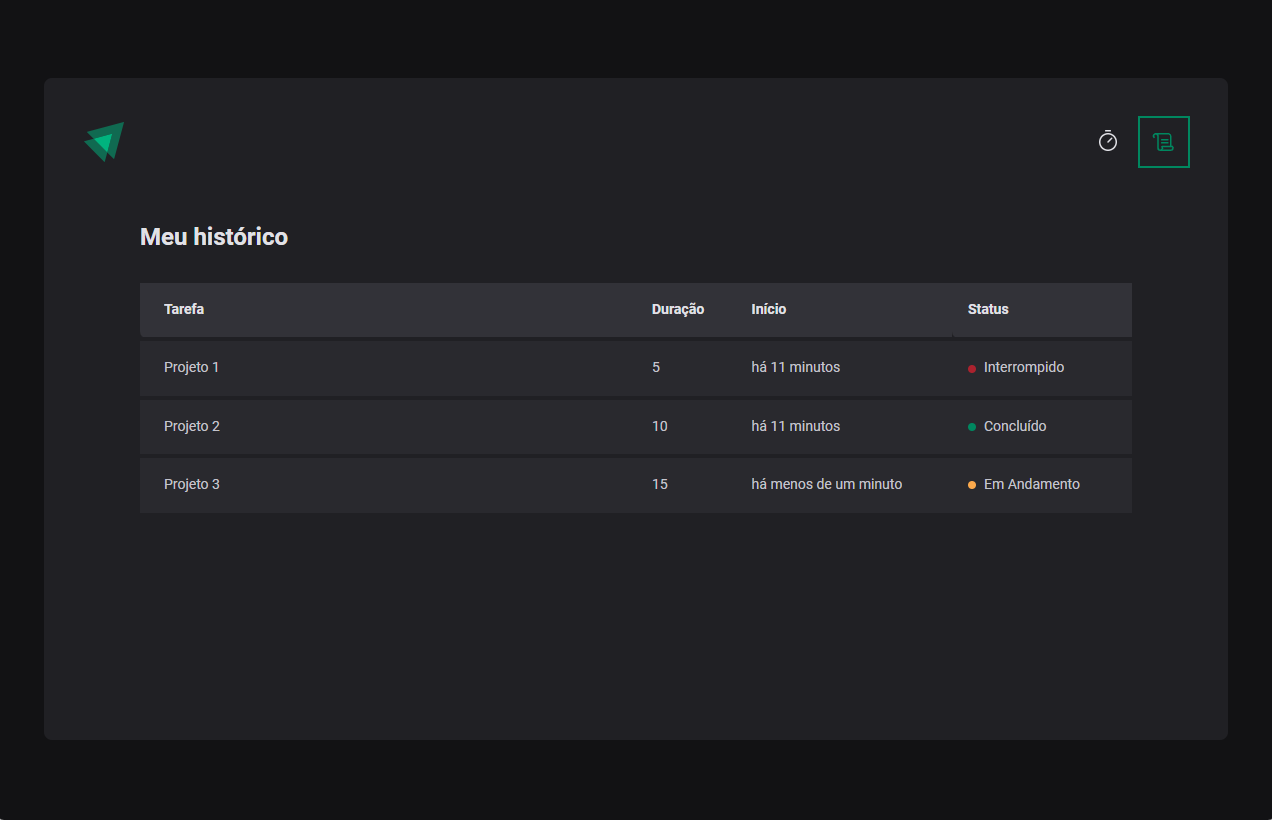 Meu histórico
Tarefa Duração Início Status
Projeto 1 5 há 11 minutos Interrompido
Projeto 2 10 há 11 minutos Concluído
Projeto 3 15 há menos de um minuto Em Andamento